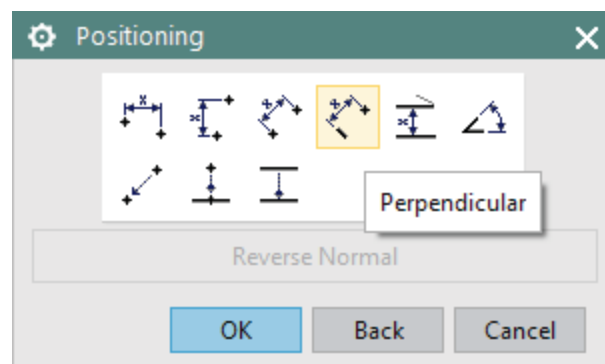 Positioning
Perpendicular
Reverse Normal
OK
Back
Cancel